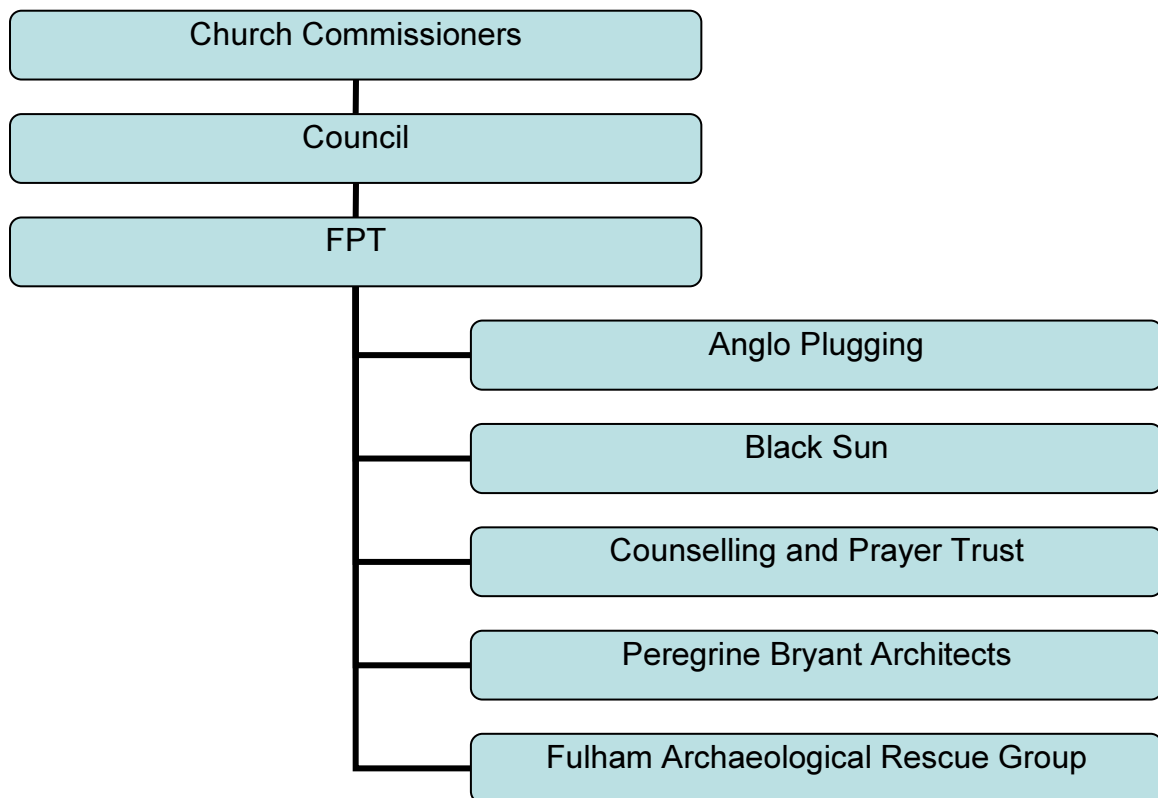 Church Commissioners
Council
FPT
Anglo Plugging
Black Sun
Counselling and Prayer Trust
Peregrine Bryant Architects
Fulham Archaeological Rescue Group